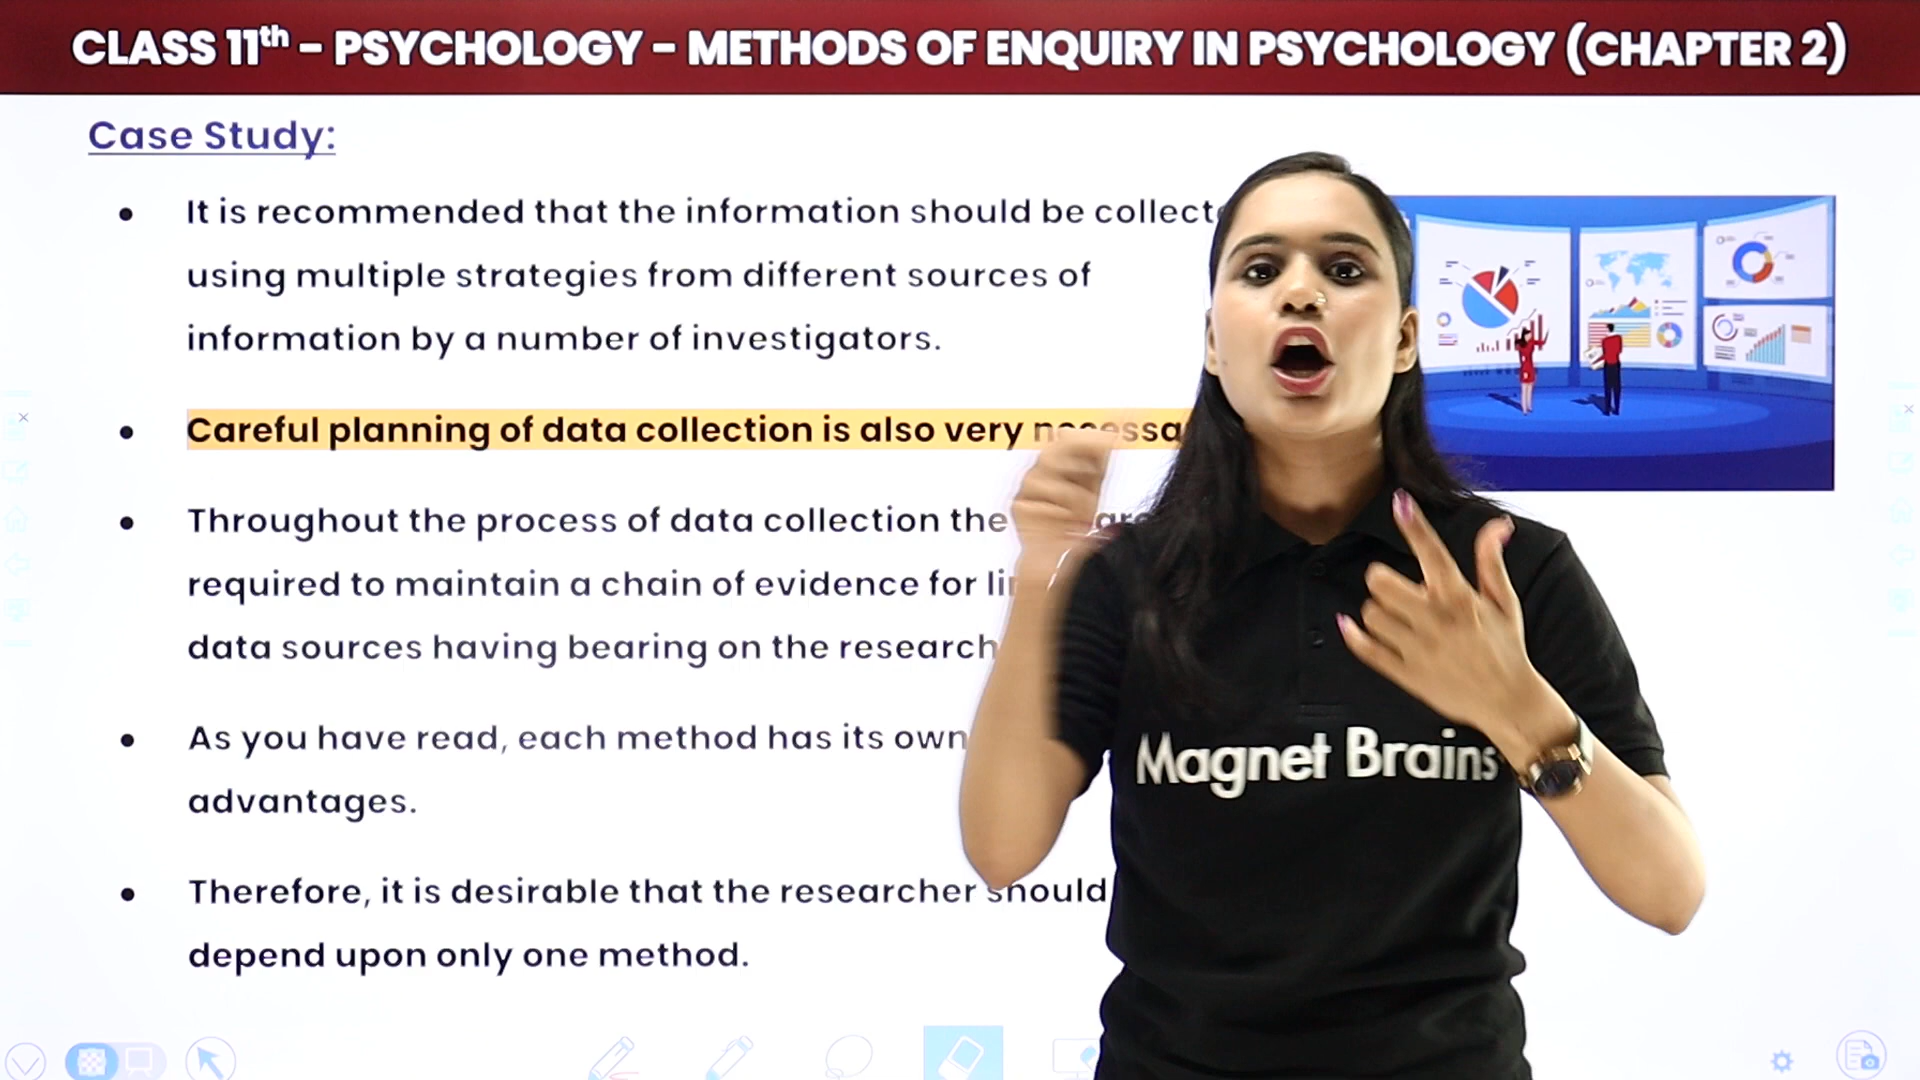 CLASS 11th – PSYCHOLOGY – METHODS OF ENQUIRY IN PSYCHOLOGY (CHAPTER 2)
Case Study:
• It is recommended that the information should be
using multiple strategies from different sources of
information by a number of investigators.
• Careful planning of data collection is also very
• Throughout the process of data collection the
required to maintain a chain of evidence for
data sources having bearing on the research
• As you have read, each method has its own
advantages.
• Therefore, it is desirable that the researcher should
depend upon only one method.
Magnet Brains